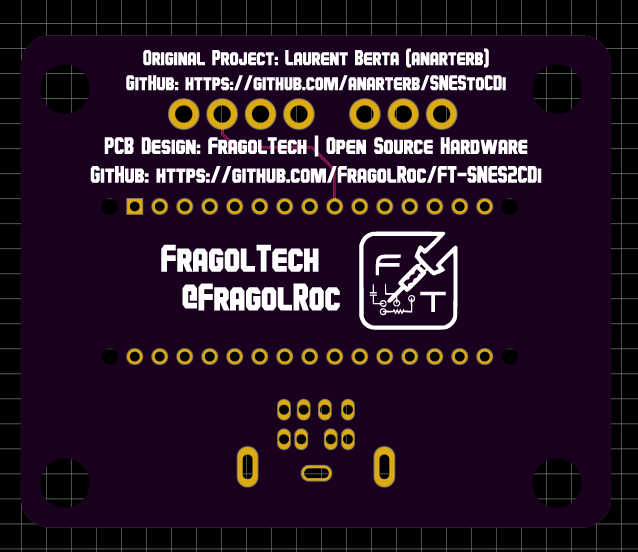 Original Project: Laurent Berta (anarterb)
GitHub: https://github.com/anarterb/SNEStoCDi
PCB Design: FragolTech | Open Source Hardware
GitHub: https://github.com/FragolRoc/FT-SNES2CDi
FragolTech
@FragolRoc
F
T